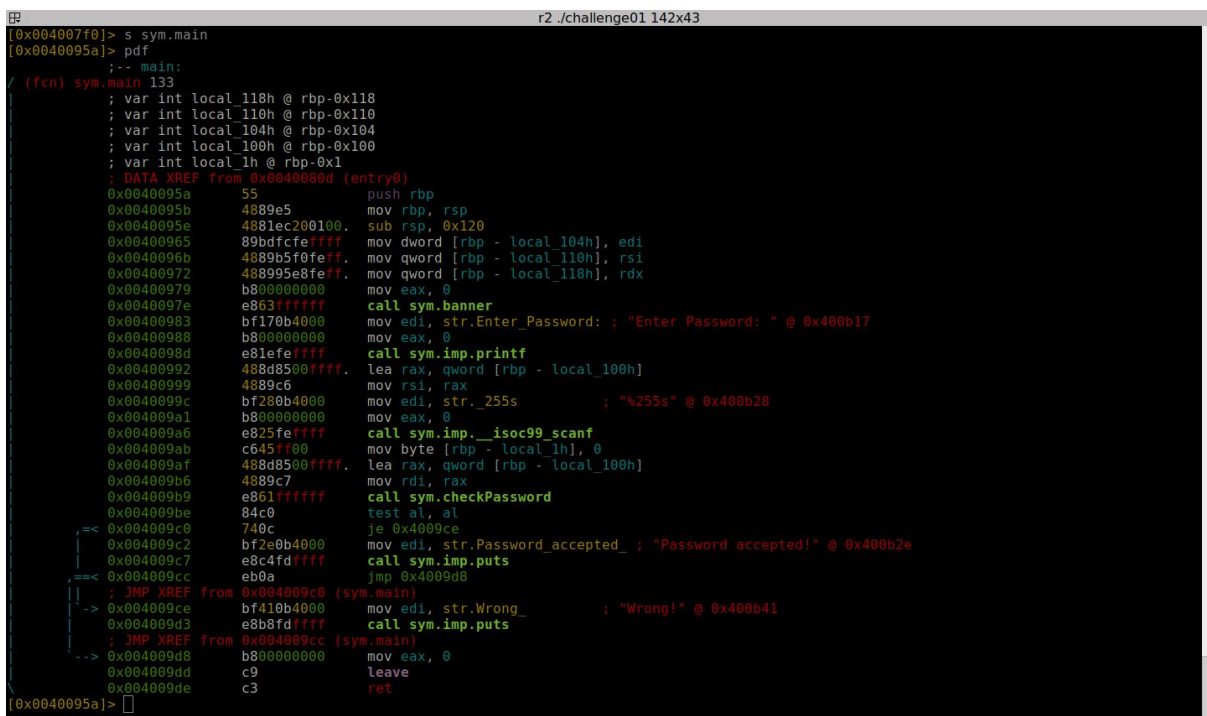 r2 ./challenge01 142x43
[0x004007f0]> s sym.main
[0x0040095a]> pdf
;-- main:
/ (fcn) sym.main 133
| ; var int local_118h @ rbp-0x118
| ; var int local_110h @ rbp-0x110
| ; var int local_104h @ rbp-0x104
| ; var int local_100h @ rbp-0x100
| ; var int local_1h @ rbp-0x1
| ; DATA XREF from 0x0040080d (entry0)
| 0x0040095a 55 push rbp
| 0x0040095b 4889e5 mov rbp, rsp
| 0x0040095e 4881ec200100. sub rsp, 0x120
| 0x00400965 89bdfcfeffff mov dword [rbp - local_104h], edi
| 0x0040096b 4889b5f0feff. mov qword [rbp - local_110h], rsi
| 0x00400972 488995e8feff. mov qword [rbp - local_118h], rdx
| 0x00400979 b800000000 mov eax, 0
| 0x0040097e e863ffffff call sym.banner
| 0x00400983 bf170b4000 mov edi, str.Enter_Password: ; "Enter Password: " @ 0x400b17
| 0x00400988 b800000000 mov eax, 0
| 0x0040098d e81efeffff call sym.imp.printf
| 0x00400992 488d8500ffff. lea rax, qword [rbp - local_100h]
| 0x00400999 4889c6 mov rsi, rax
| 0x0040099c bf280b4000 mov edi, str._255s ; "%255s" @ 0x400b28
| 0x004009a1 b800000000 mov eax, 0
| 0x004009a6 e825feffff call sym.imp.__isoc99_scanf
| 0x004009ab c645ff00 mov byte [rbp - local_1h], 0
| 0x004009af 488d8500ffff. lea rax, qword [rbp - local_100h]
| 0x004009b6 4889c7 mov rdi, rax
| 0x004009b9 e861ffffff call sym.checkPassword
| 0x004009be 84c0 test al, al
| ,=< 0x004009c0 740c je 0x4009ce
| | 0x004009c2 bf2e0b4000 mov edi, str.Password_accepted_ ; "Password accepted!" @ 0x400b2e
| | 0x004009c7 e8c4fdffff call sym.imp.puts
| ,==< 0x004009cc eb0a jmp 0x4009d8
| || ; JMP XREF from 0x004009c0 (sym.main)
| |`-> 0x004009ce bf410b4000 mov edi, str.Wrong_ ; "Wrong!" @ 0x400b41
| | 0x004009d3 e8b8fdffff call sym.imp.puts
| | ; JMP XREF from 0x004009cc (sym.main)
| `--> 0x004009d8 b800000000 mov eax, 0
| 0x004009dd c9 leave
\ 0x004009de c3 ret
[0x0040095a]>